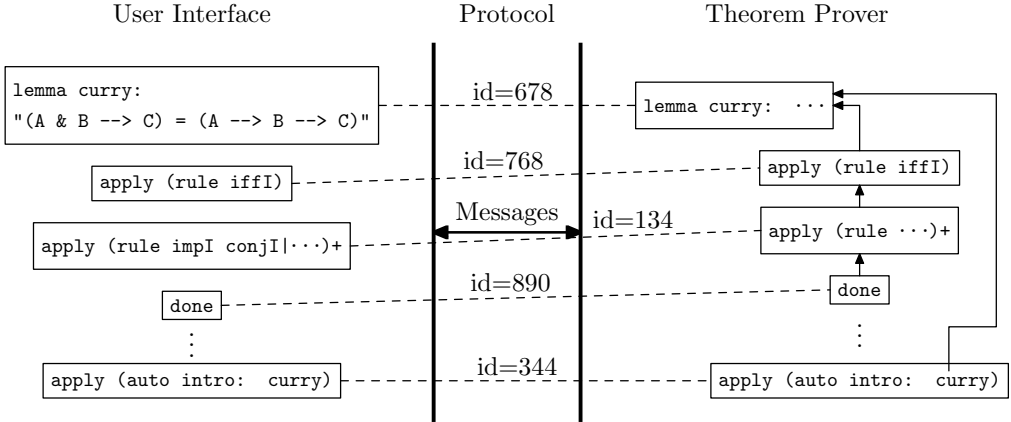 User Interface
Protocol
Theorem Prover
lemma curry:
"(A & B --> C) = (A --> B --> C)"
id=678
lemma curry: ···
apply (rule iffI)
id=768
apply (rule iffI)
apply (rule impI conjI|···)+
Messages
id=134
apply (rule ···)+
done
id=890
done
⋮
⋮
apply (auto intro: curry)
id=344
apply (auto intro: curry)